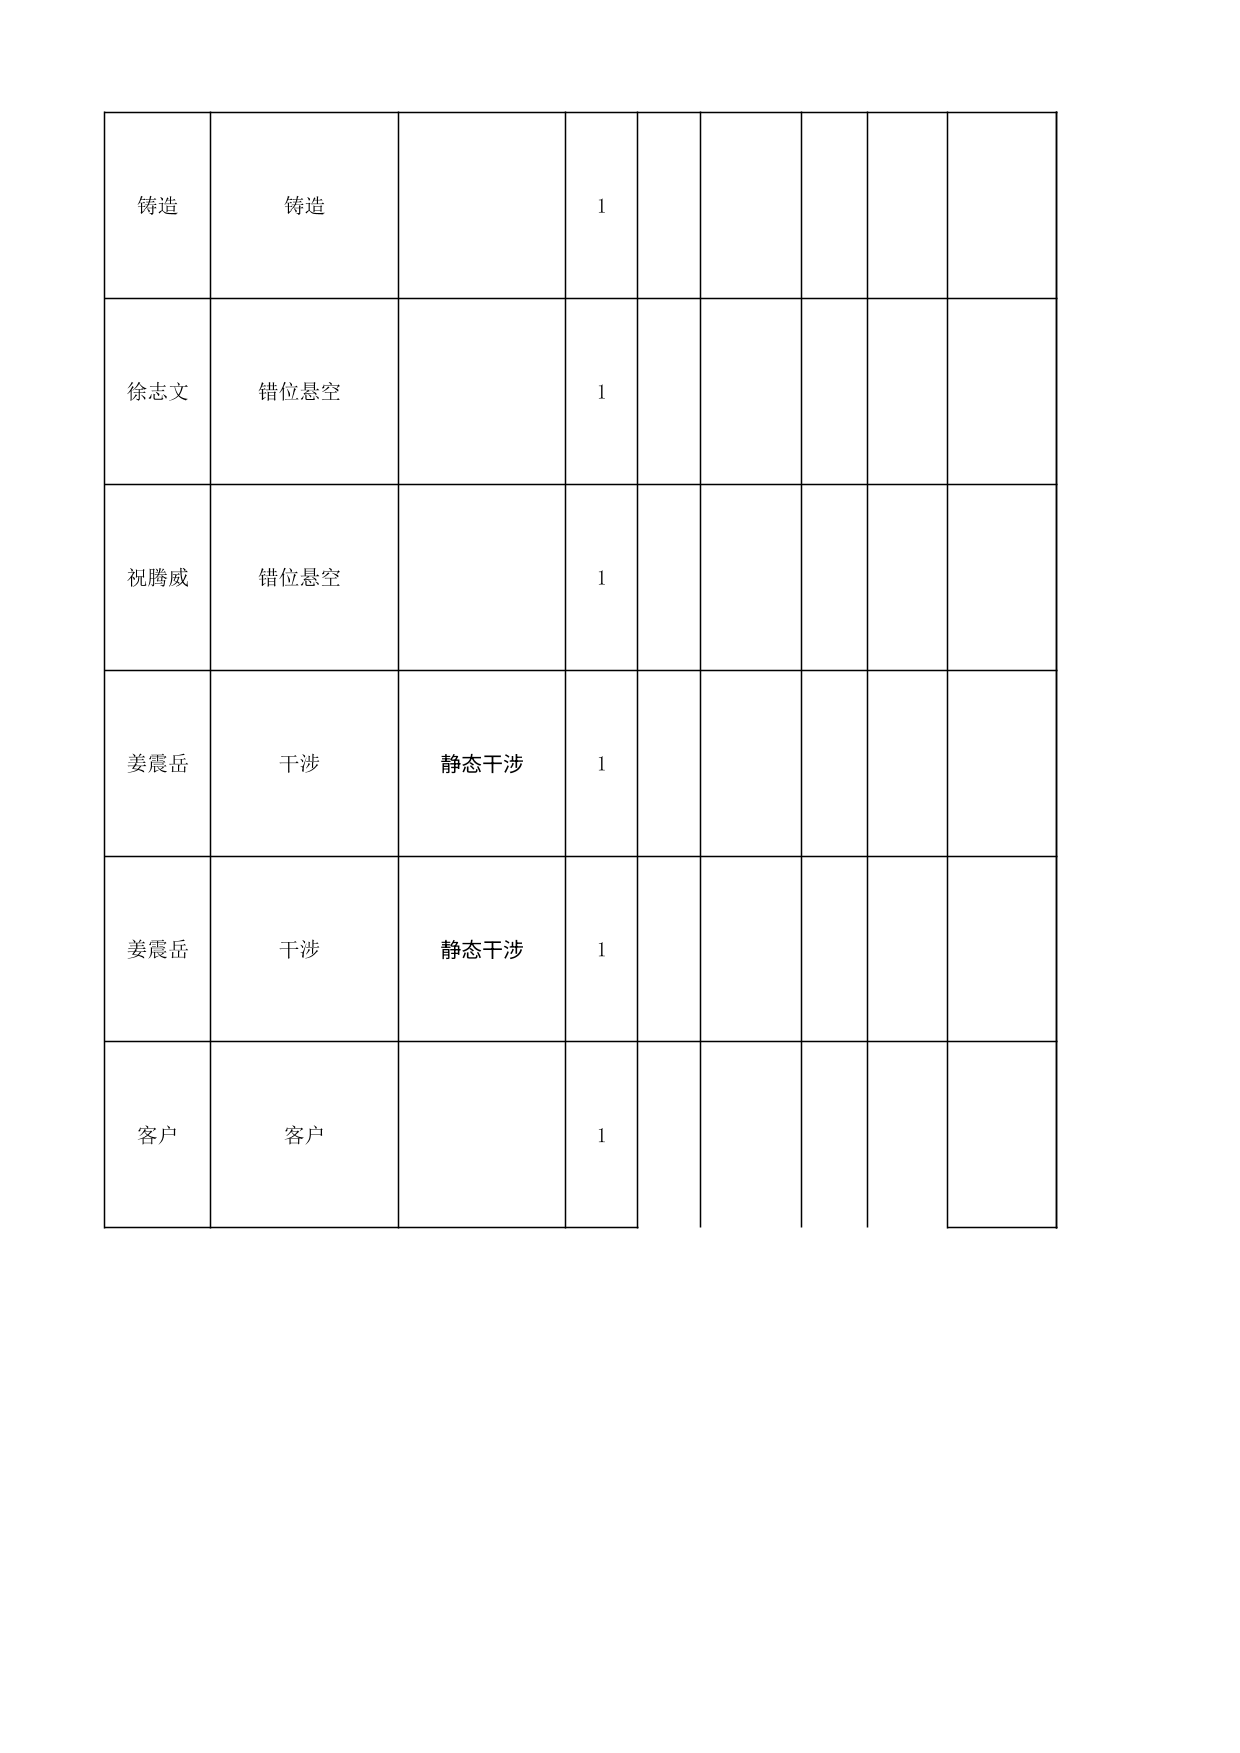 铸造 铸造 1
徐志文 错位悬空 1
祝腾威 错位悬空 1
姜震岳 干涉 静态干涉 1
姜震岳 干涉 静态干涉 1
客户 客户 1